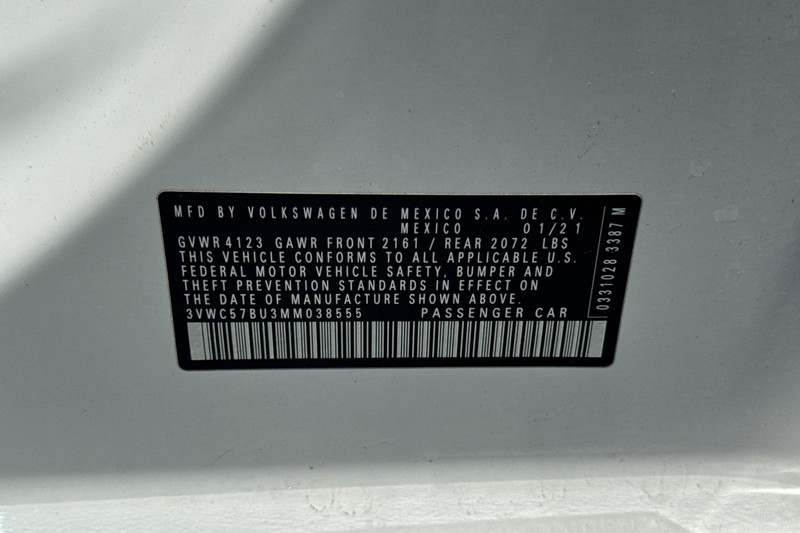 MFD BY VOLKSWAGEN DE MEXICO S.A. DE C.V.
MEXICO 01/21
GVWR 4123 GAWR FRONT 2161 / REAR 2072 LBS
THIS VEHICLE CONFORMS TO ALL APPLICABLE U.S.
FEDERAL MOTOR VEHICLE SAFETY, BUMPER AND
THEFT PREVENTION STANDARDS IN EFFECT ON
THE DATE OF MANUFACTURE SHOWN ABOVE.
3VWC57BU3MM038555 PASSENGER CAR
0331028 3387 M